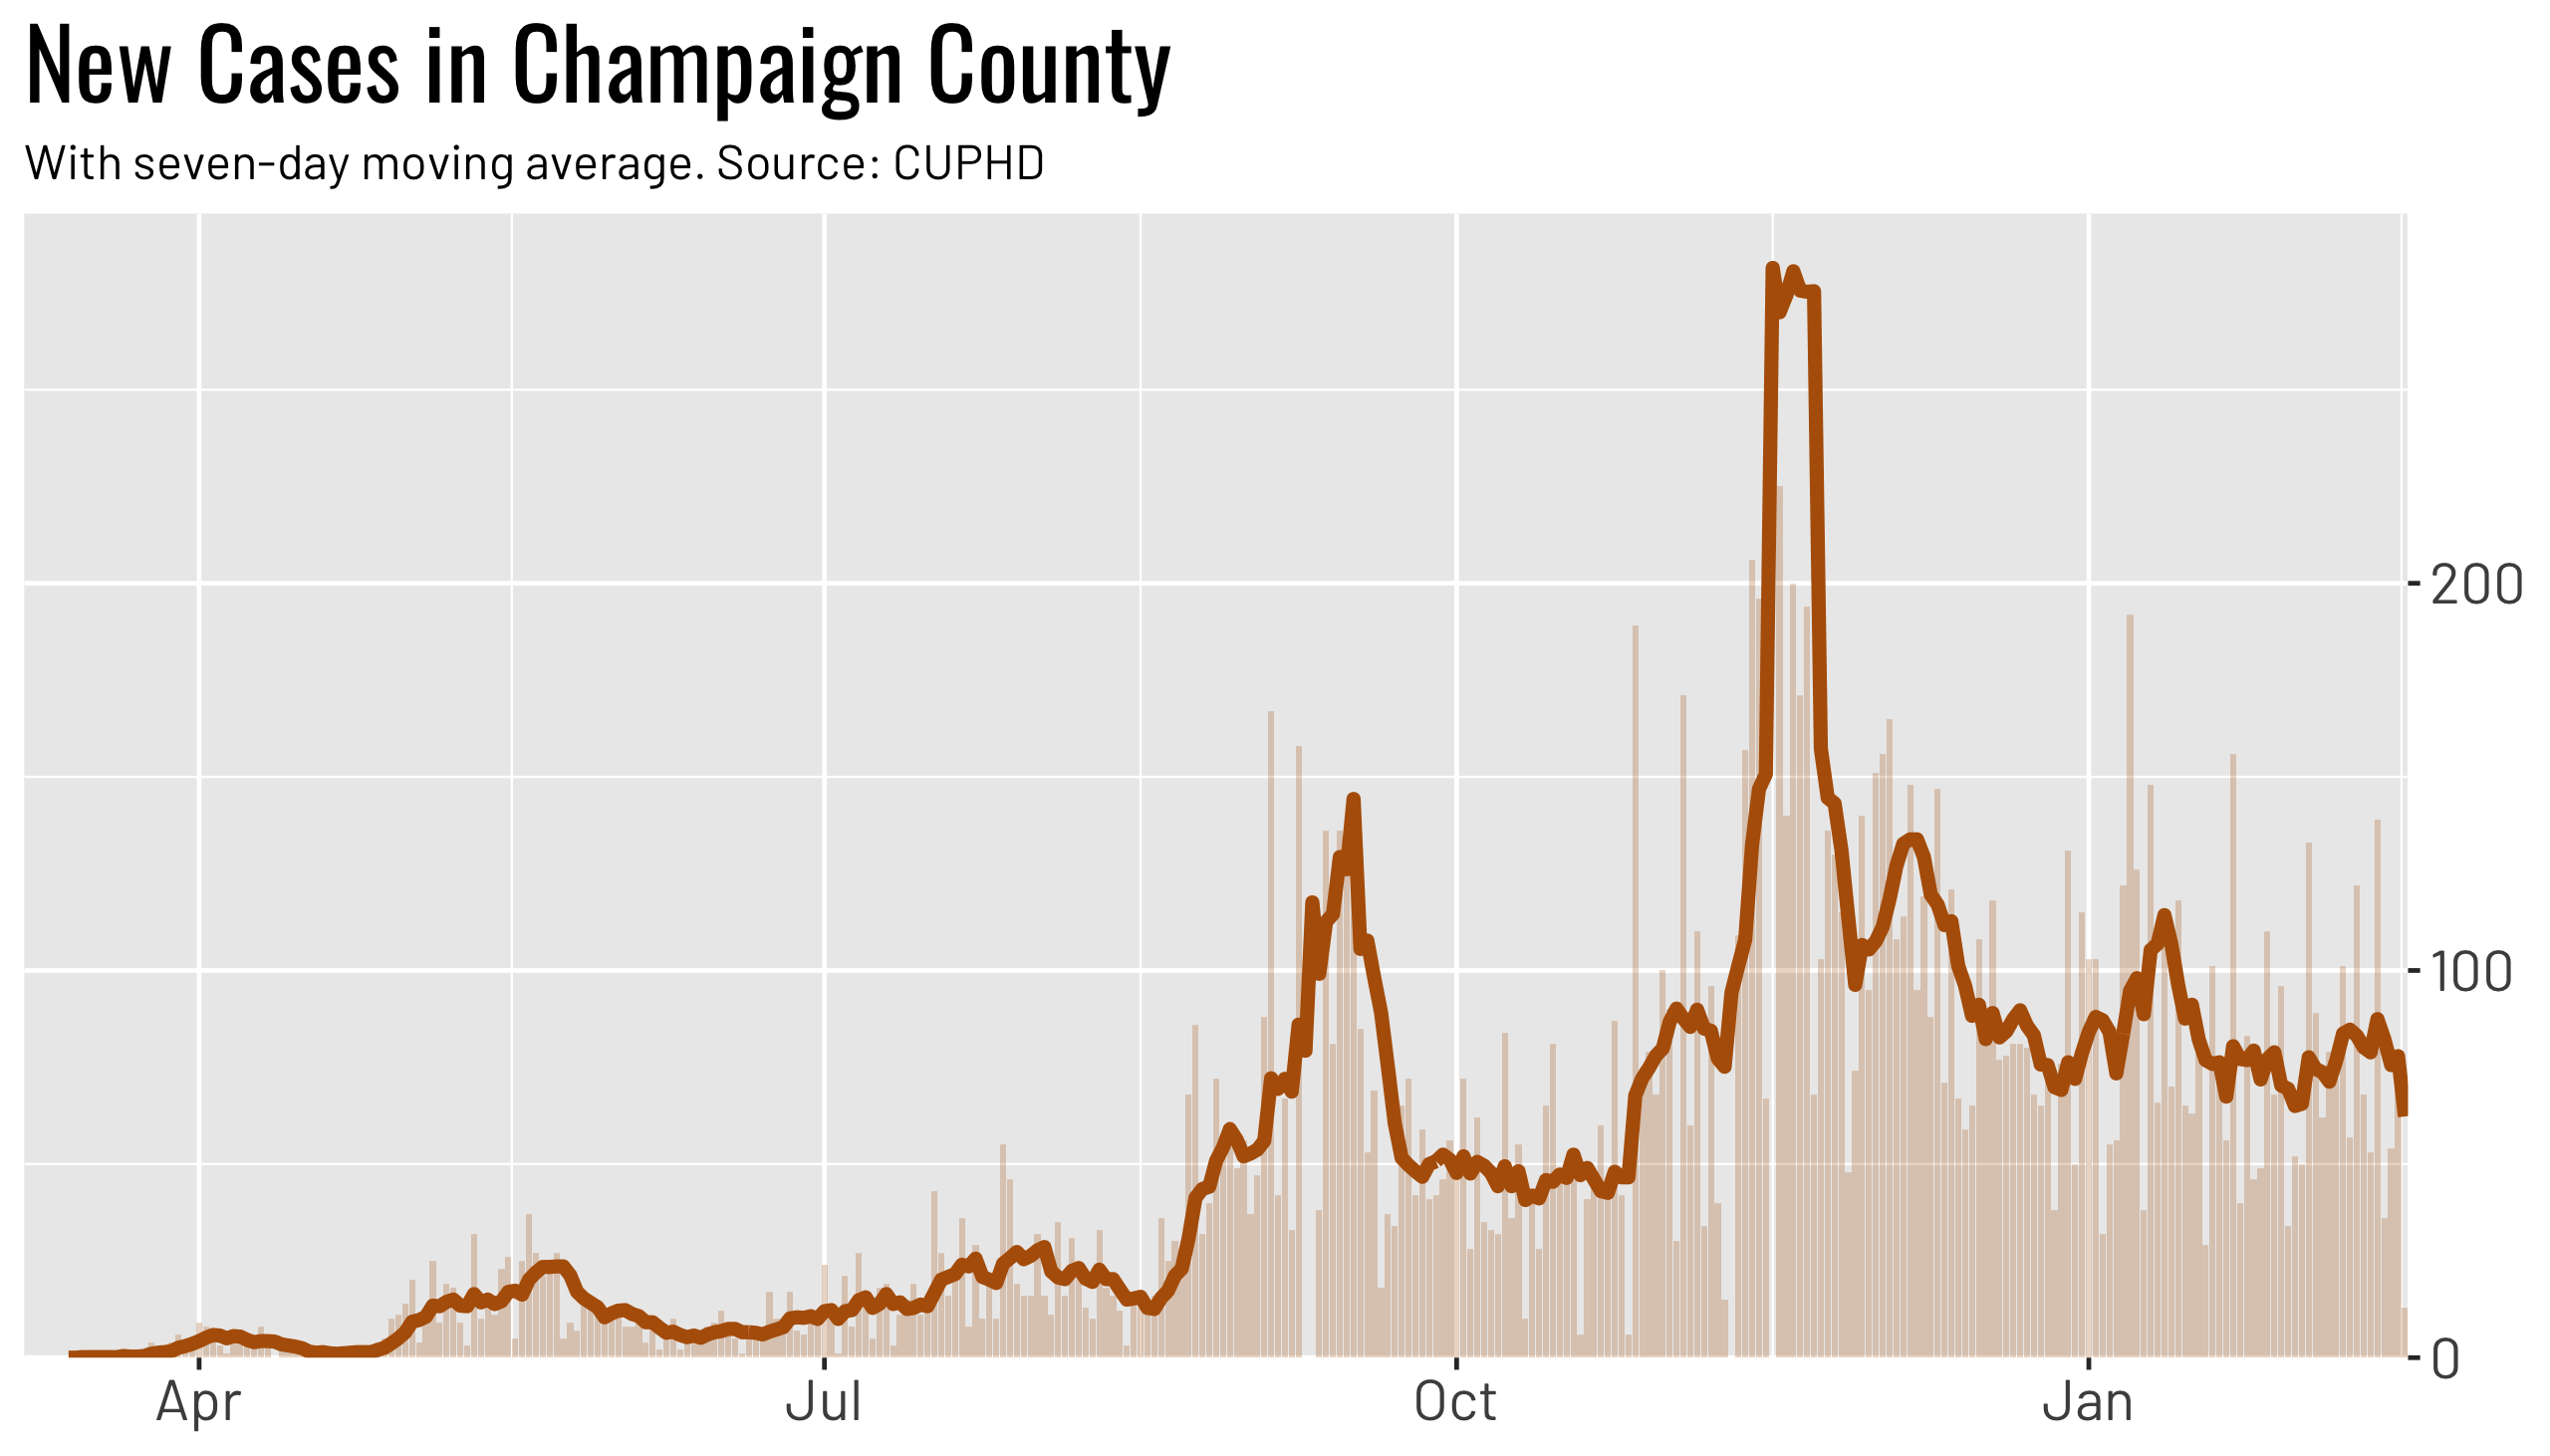 New Cases in Champaign County
With seven-day moving average. Source: CUPHD
200
100
0
Apr Jul Oct Jan